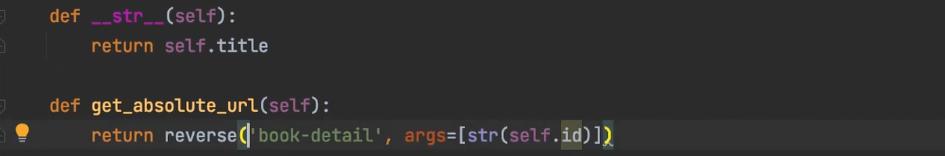 def __str__(self):
return self.title
def get_absolute_url(self):
return reverse('book-detail', args=[str(self.id)])